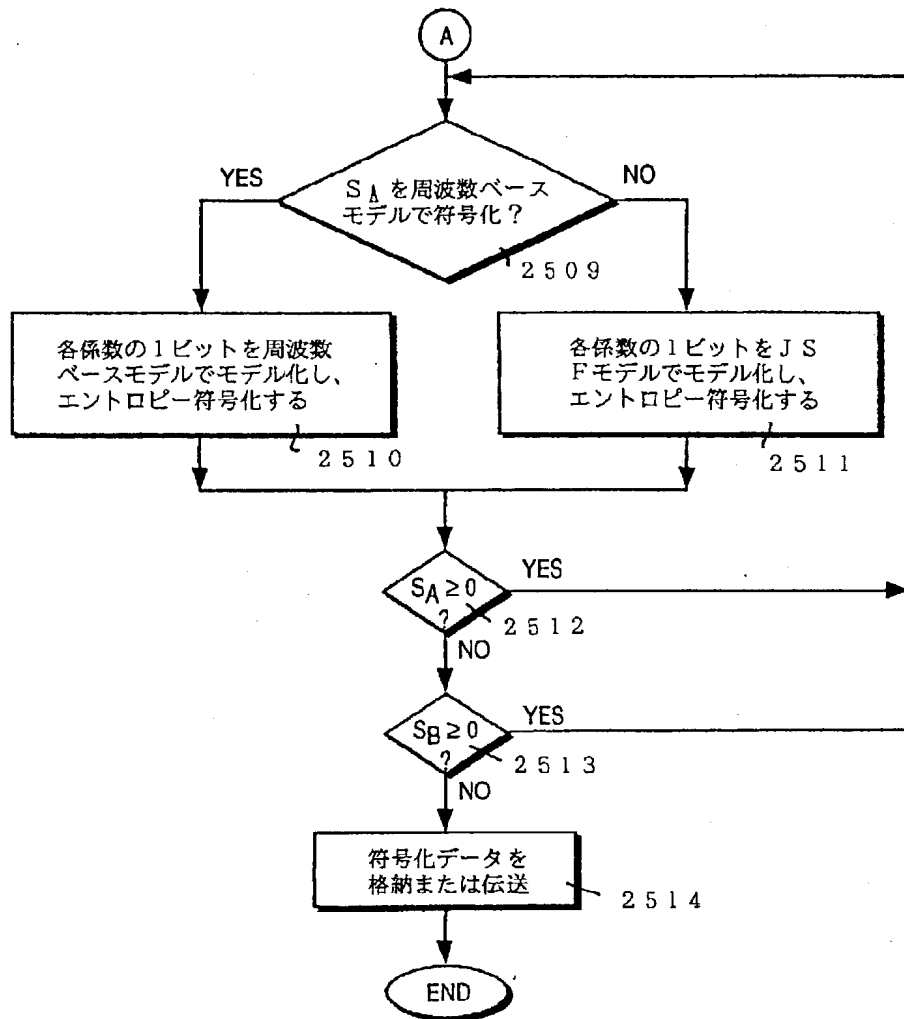 A
YES
NO
SAを周波数ベース
モデルで符号化？
2509
各係数の1ビットを周波数
ベースモデルでモデル化し、
エントロピー符号化する
2510
各係数の1ビットをJS
Fモデルでモデル化し、
エントロピー符号化する
2511
SA≥0
?
YES
2512
NO
SB≥0
?
YES
2513
NO
符号化データを
格納または伝送
2514
END